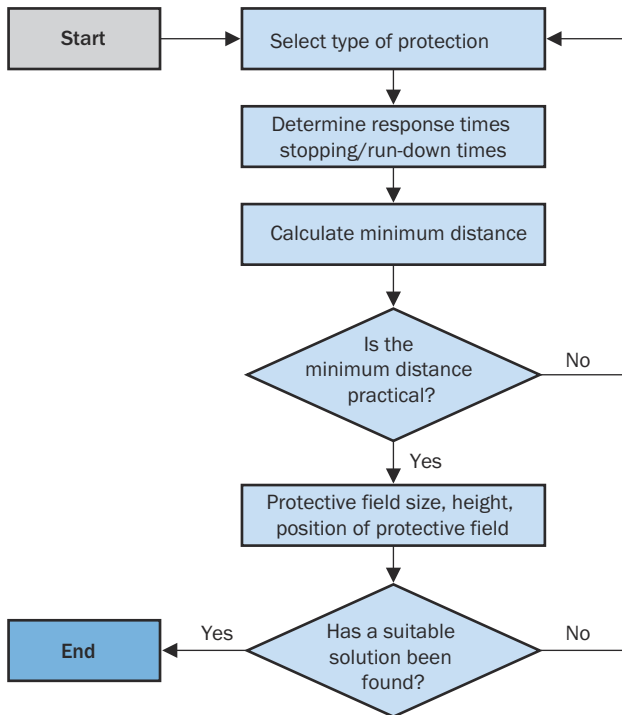 Start
Select type of protection
Determine response times
stopping/run-down times
Calculate minimum distance
Is the
minimum distance
practical?
No
Yes
Protective field size, height,
position of protective field
Has a suitable
solution been
found?
No
Yes
End